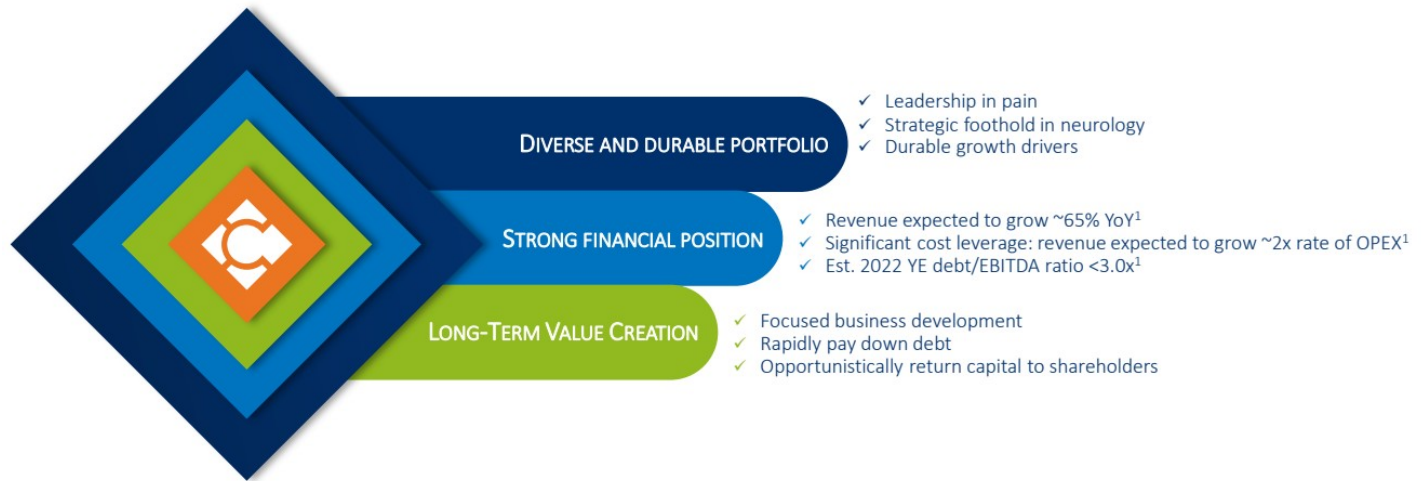 DIVERSE AND DURABLE PORTFOLIO
✓ Leadership in pain
✓ Strategic foothold in neurology
✓ Durable growth drivers
STRONG FINANCIAL POSITION
✓ Revenue expected to grow ~65% YoY¹
✓ Significant cost leverage: revenue expected to grow ~2x rate of OPEX¹
✓ Est. 2022 YE debt/EBITDA ratio <3.0x¹
LONG-TERM VALUE CREATION
✓ Focused business development
✓ Rapidly pay down debt
✓ Opportunistically return capital to shareholders